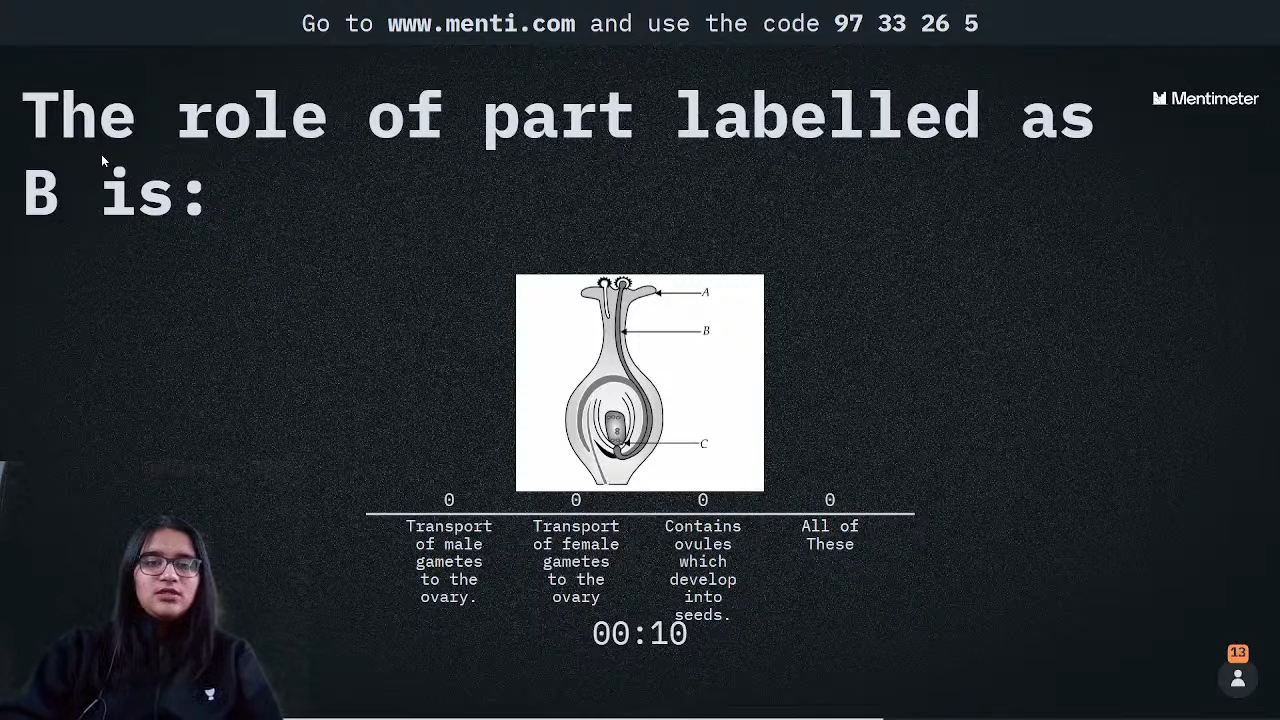 Go to www.menti.com and use the code 97 33 26 5
Mentimeter
The role of part labelled as
B is:
A
B
C
0
0
0
0
Transport
of male
gametes
to the
ovary.
Transport
of female
gametes
to the
ovary
Contains
ovules
which
develop
into
seeds.
All of
These
00:10
13